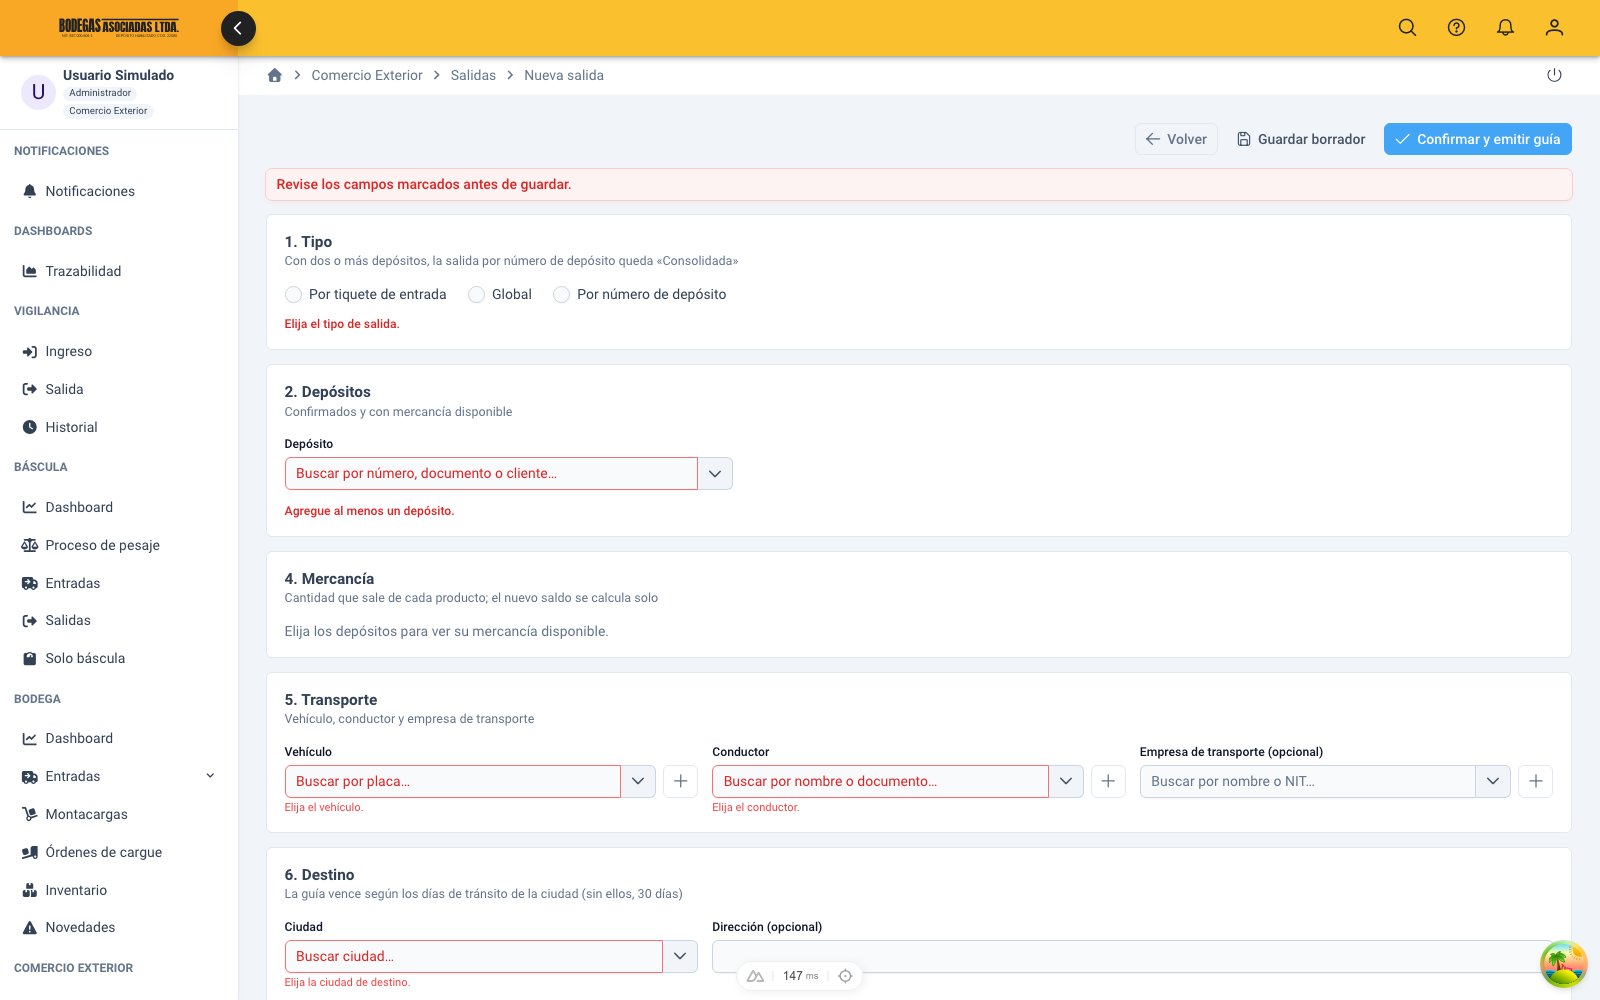 BODEGAS ASOCIADAS LTDA.
Usuario Simulado
U
Administrador
Comercio Exterior
Comercio Exterior
Salidas
Nueva salida
NOTIFICACIONES
Notificaciones
DASHBOARDS
Trazabilidad
VIGILANCIA
Ingreso
Salida
Historial
BÁSCULA
Dashboard
Proceso de pesaje
Entradas
Salidas
Solo báscula
BODEGA
Dashboard
Entradas
Montacargas
Órdenes de cargue
Inventario
Novedades
COMERCIO EXTERIOR
Volver
Guardar borrador
Confirmar y emitir guía
Revise los campos marcados antes de guardar.
1. Tipo
Con dos o más depósitos, la salida por número de depósito queda «Consolidada»
Por tiquete de entrada
Global
Por número de depósito
Elija el tipo de salida.
2. Depósitos
Confirmados y con mercancía disponible
Depósito
Buscar por número, documento o cliente...
Agregue al menos un depósito.
4. Mercancía
Cantidad que sale de cada producto; el nuevo saldo se calcula solo
Elija los depósitos para ver su mercancía disponible.
5. Transporte
Vehículo, conductor y empresa de transporte
Vehículo
Conductor
Empresa de transporte (opcional)
Buscar por placa...
Buscar por nombre o documento...
Buscar por nombre o NIT...
Elija el vehículo.
Elija el conductor.
6. Destino
La guía vence según los días de tránsito de la ciudad (sin ellos, 30 días)
Ciudad
Dirección (opcional)
Buscar ciudad...
Elija la ciudad de destino.
147 ms